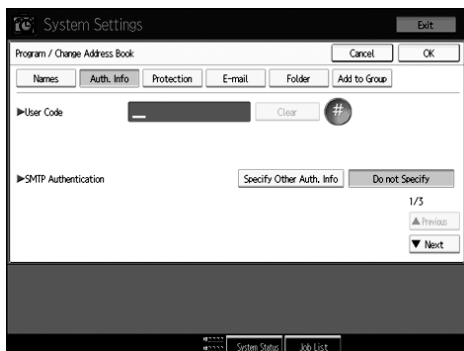 System Settings Exit
Program / Change Address Book Cancel OK
Names Auth. Info Protection E-mail Folder Add to Group
▶User Code Clear #
▶SMTP Authentication Specify Other Auth. Info Do not Specify
1/3
▲ Previous
▼ Next
System Status Job List